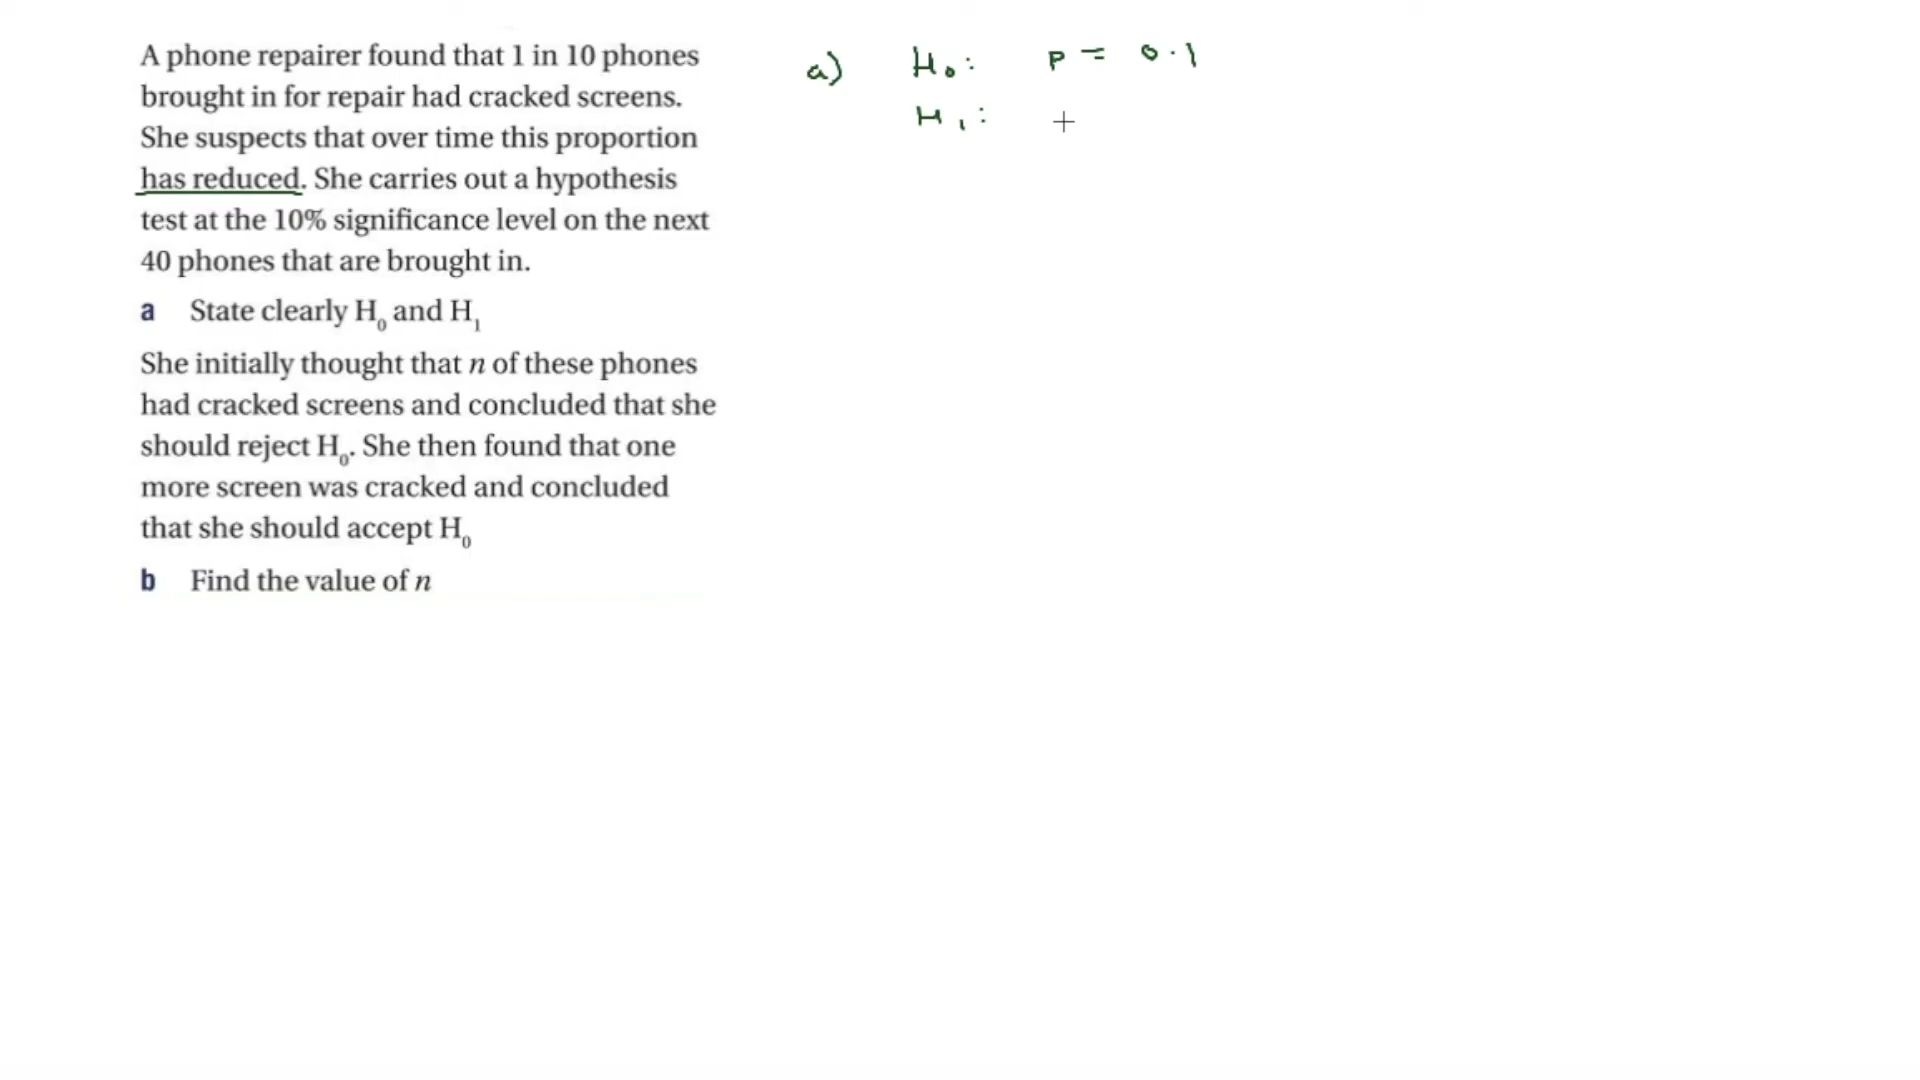 A phone repairer found that 1 in 10 phones
brought in for repair had cracked screens.
She suspects that over time this proportion
has reduced. She carries out a hypothesis
test at the 10% significance level on the next
40 phones that are brought in.
a State clearly H₀ and H₁
She initially thought that n of these phones
had cracked screens and concluded that she
should reject H₀. She then found that one
more screen was cracked and concluded
that she should accept H₀
b Find the value of n
a) H₀: P = 0.1
H₁: